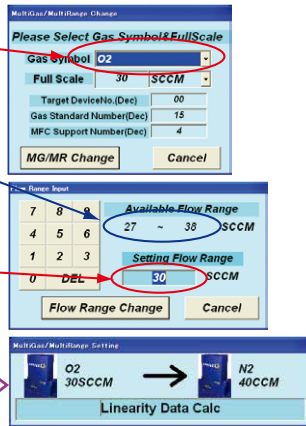 MultiGas/MultiRange Change
Please Select Gas Symbol&FullScale
Gas Symbol O2
Full Scale 30 SCCM
Target DeviceNo.(Dec) 00
Gas Standard Number(Dec) 15
MFC Support Number(Dec) 4
MG/MR Change Cancel
Flow Range Input
7 8 9 Available Flow Range
4 5 6 27 ~ 38 SCCM
1 2 3 Setting Flow Range
0 DEL 30 SCCM
Flow Range Change Cancel
MultiGas/MultiRange Setting
O2 N2
30SCCM 40CCM
Linearity Data Calc